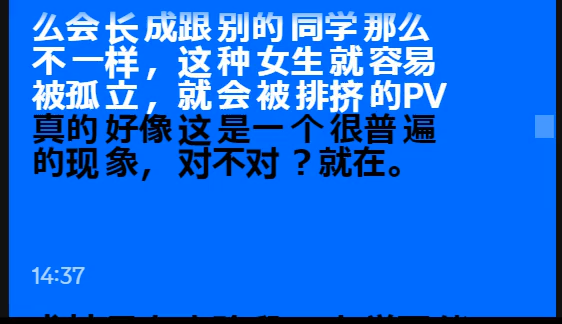 么会长成跟别的同学那么
不一样，这种女生就容易
被孤立，就会被排挤的PV
真的好像这是一个很普遍
的现象，对不对？就在。
14:37